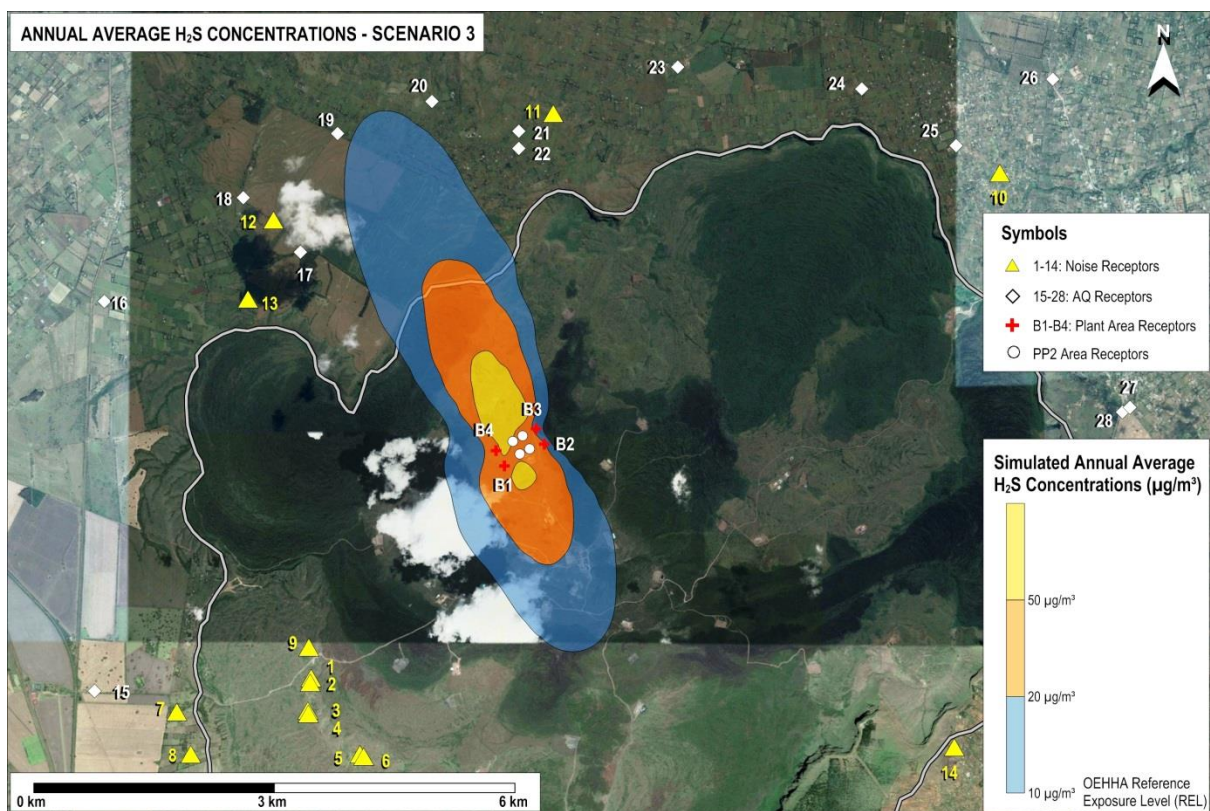 ANNUAL AVERAGE H₂S CONCENTRATIONS - SCENARIO 3
N
23
24
26
20
11
21
22
19
25
10
18
12
17
13
16
Symbols
1-14: Noise Receptors
15-28: AQ Receptors
B1-B4: Plant Area Receptors
PP2 Area Receptors
27
28
B3
B4
B2
B1
Simulated Annual Average
H₂S Concentrations (µg/m³)
50 µg/m³
20 µg/m³
10 µg/m³
OEHHA Reference
Exposure Level (REL)
9
1
2
15
7
3
4
8
5
6
14
0 km
3 km
6 km